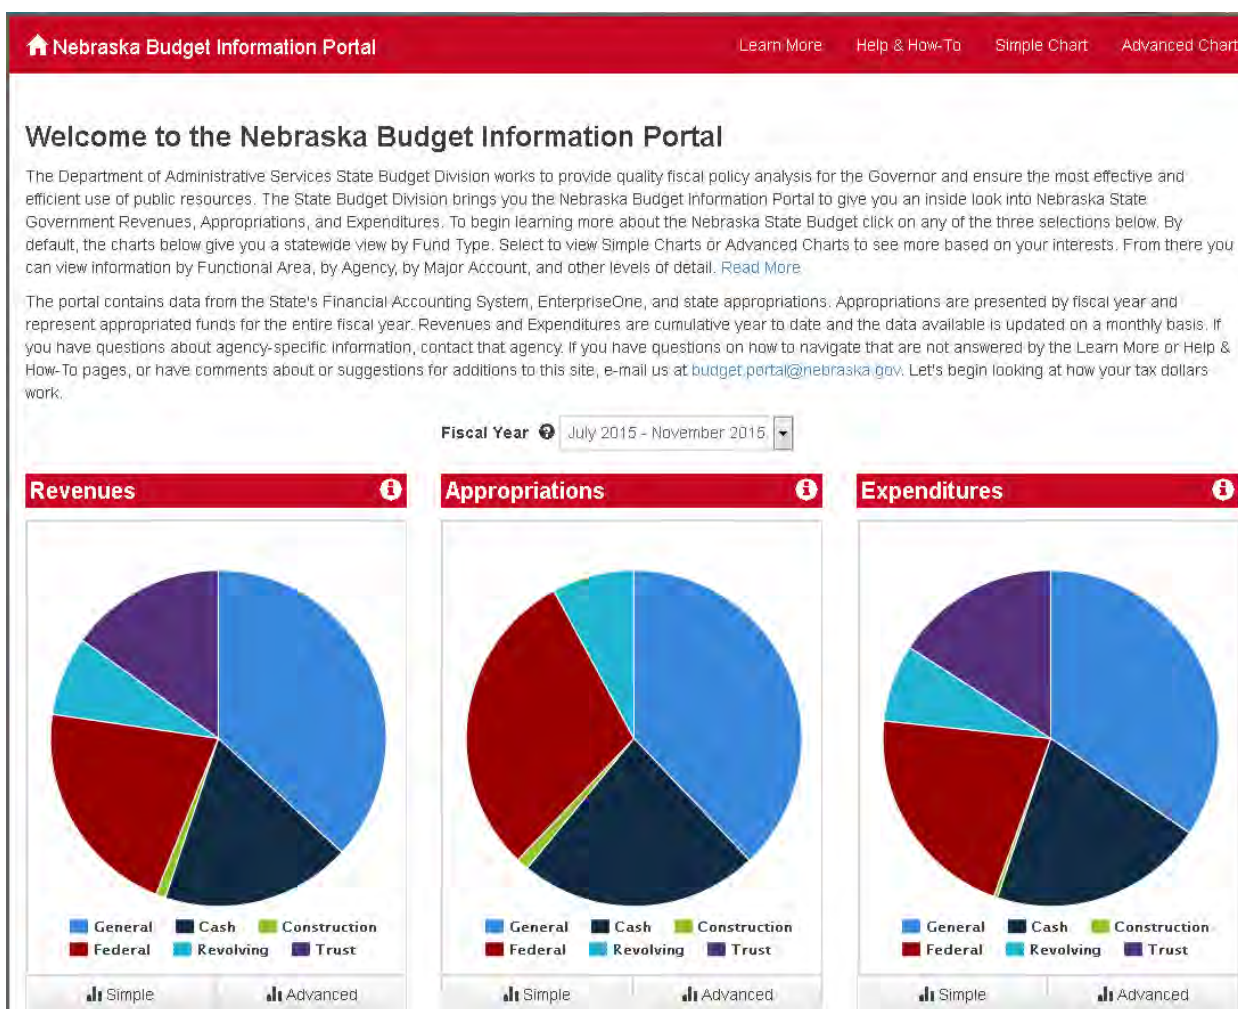 Nebraska Budget Information Portal
Learn More Help & How-To Simple Chart Advanced Chart
Welcome to the Nebraska Budget Information Portal
The Department of Administrative Services State Budget Division works to provide quality fiscal policy analysis for the Governor and ensure the most effective and
efficient use of public resources. The State Budget Division brings you the Nebraska Budget Information Portal to give you an inside look into Nebraska State
Government Revenues, Appropriations, and Expenditures. To begin learning more about the Nebraska State Budget click on any of the three selections below. By
default, the charts below give you a statewide view by Fund Type. Select to view Simple Charts or Advanced Charts to see more based on your interests. From there you
can view information by Functional Area, by Agency, by Major Account, and other levels of detail. Read More
The portal contains data from the State's Financial Accounting System, EnterpriseOne, and state appropriations. Appropriations are presented by fiscal year and
represent appropriated funds for the entire fiscal year. Revenues and Expenditures are cumulative year to date and the data available is updated on a monthly basis. If
you have questions about agency-specific information, contact that agency. If you have questions on how to navigate that are not answered by the Learn More or Help &
How-To pages, or have comments about or suggestions for additions to this site, e-mail us at budget.portal@nebraska.gov. Let's begin looking at how your tax dollars
work.
Fiscal Year ? July 2015 - November 2015
Revenues
General Cash Construction
Federal Revolving Trust
Simple Advanced
Appropriations
General Cash Construction
Federal Revolving Trust
Simple Advanced
Expenditures
General Cash Construction
Federal Revolving Trust
Simple Advanced